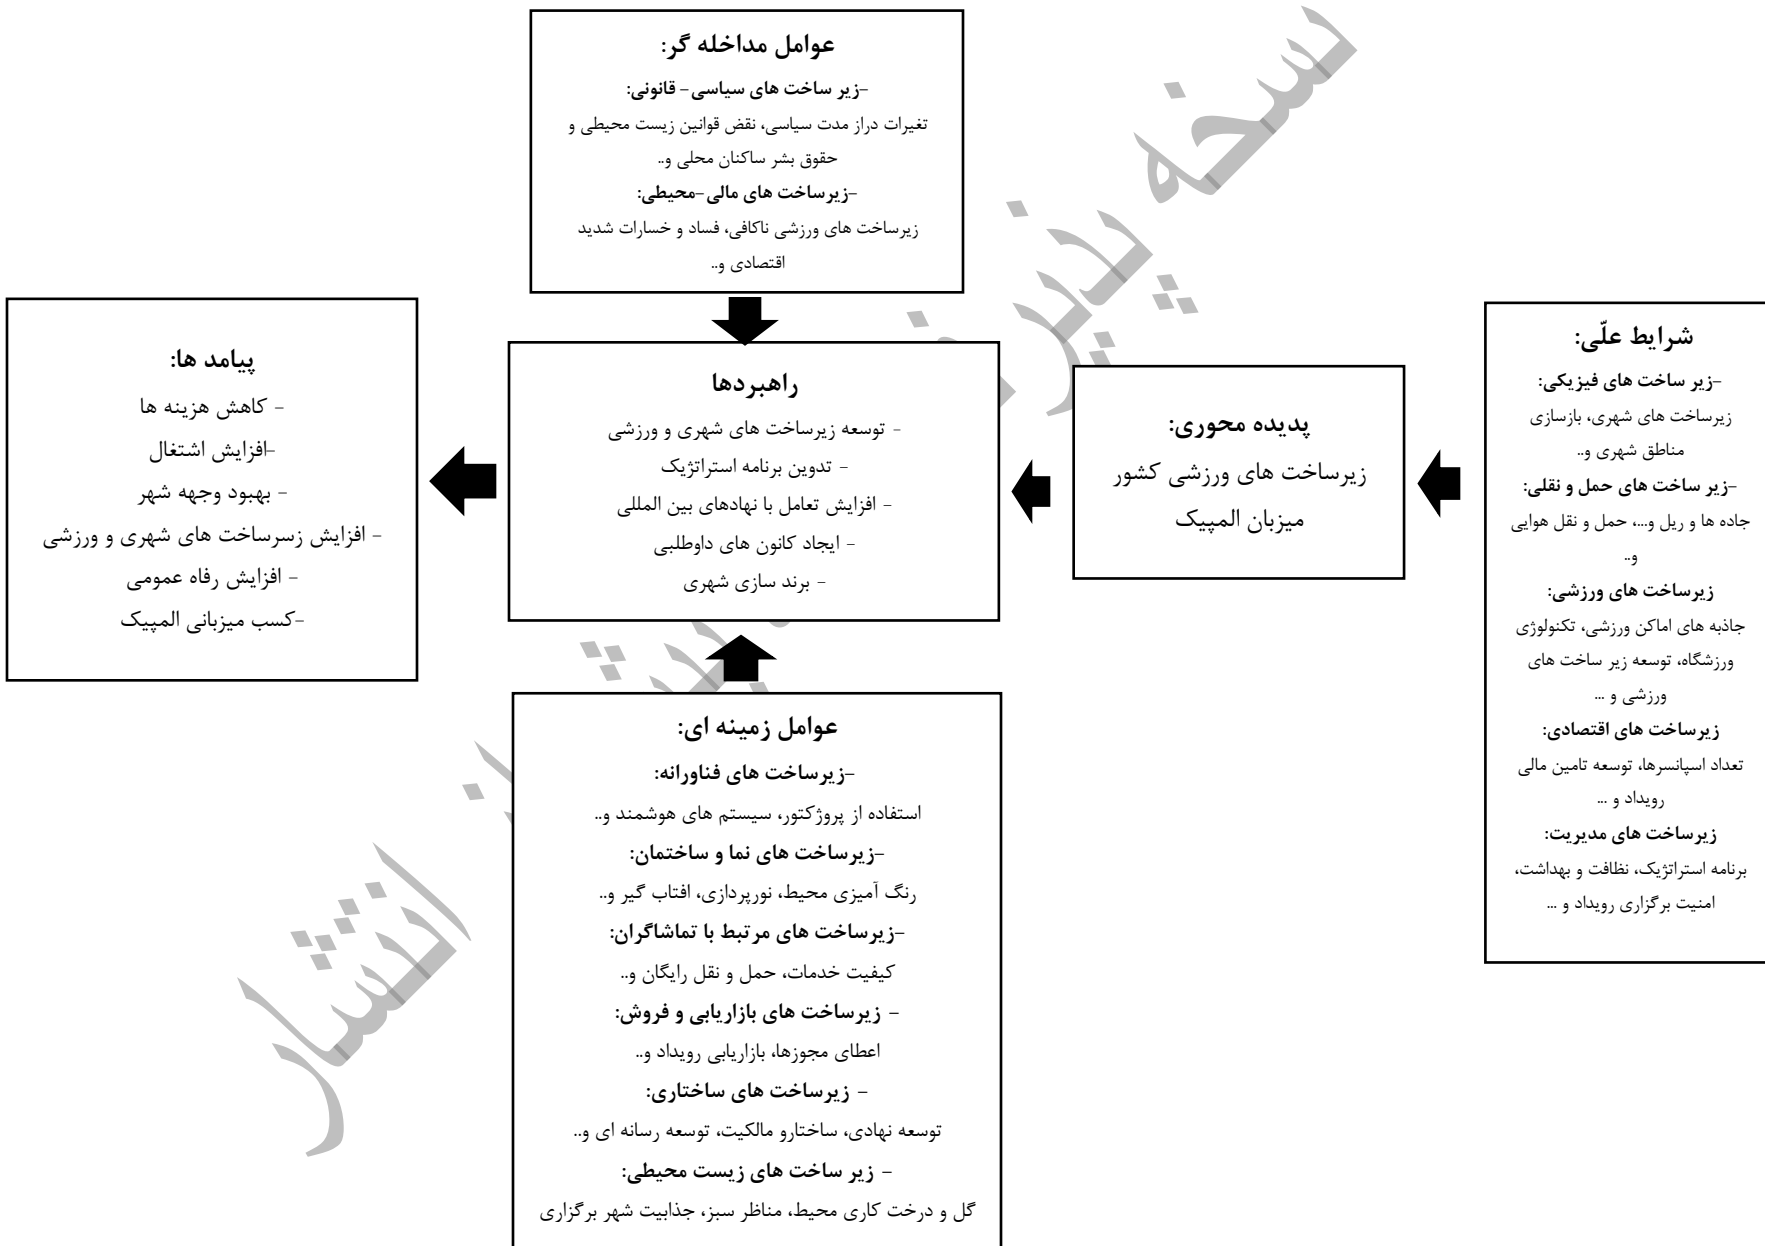 عوامل مداخله گر:
-زیر ساخت های سیاسی- قانونی:
تغیرات دراز مدت سیاسی، نقض قوانین زیست محیطی و
حقوق بشر ساکنان محلی و..
-زیرساخت های مالی-محیطی:
زیرساخت های ورزشی ناکافی، فساد و خسارات شدید
اقتصادی و..
شرایط علّی:
-زیر ساخت های فیزیکی:
زیرساخت های شهری، بازسازی
مناطق شهری و..
-زیر ساخت های حمل و نقلی:
جاده ها و ریل و...، حمل و نقل هوایی
و..
زیرساخت های ورزشی:
جاذبه های اماکن ورزشی، تکنولوژی
ورزشگاه، توسعه زیر ساخت های
ورزشی و ...
زیرساخت های اقتصادی:
تعداد اسپانسرها، توسعه تامین مالی
رویداد و ...
زیرساخت های مدیریت:
برنامه استراتژیک، نظافت و بهداشت،
امنیت برگزاری رویداد و ...
پدیده محوری:
زیرساخت های ورزشی کشور
میزبان المپیک
راهبردها
- توسعه زیرساخت های شهری و ورزشی
- تدوین برنامه استراتژیک
- افزایش تعامل با نهادهای بین المللی
- ایجاد کانون های داوطلبی
- برند سازی شهری
پیامد ها:
- کاهش هزینه ها
-افزایش اشتغال
- بهبود وجهه شهر
- افزایش زسرساخت های شهری و ورزشی
- افزایش رفاه عمومی
-کسب میزبانی المپیک
عوامل زمینه ای:
-زیرساخت های فناورانه:
استفاده از پروژکتور، سیستم های هوشمند و..
-زیرساخت های نما و ساختمان:
رنگ آمیزی محیط، نورپردازی، افتاب گیر و..
-زیرساخت های مرتبط با تماشاگران:
کیفیت خدمات، حمل و نقل رایگان و..
- زیرساخت های بازاریابی و فروش:
اعطای مجوزها، بازاریابی رویداد و..
- زیرساخت های ساختاری:
توسعه نهادی، ساختارو مالکیت، توسعه رسانه ای و..
- زیر ساخت های زیست محیطی:
گل و درخت کاری محیط، مناظر سبز، جذابیت شهر برگزاری